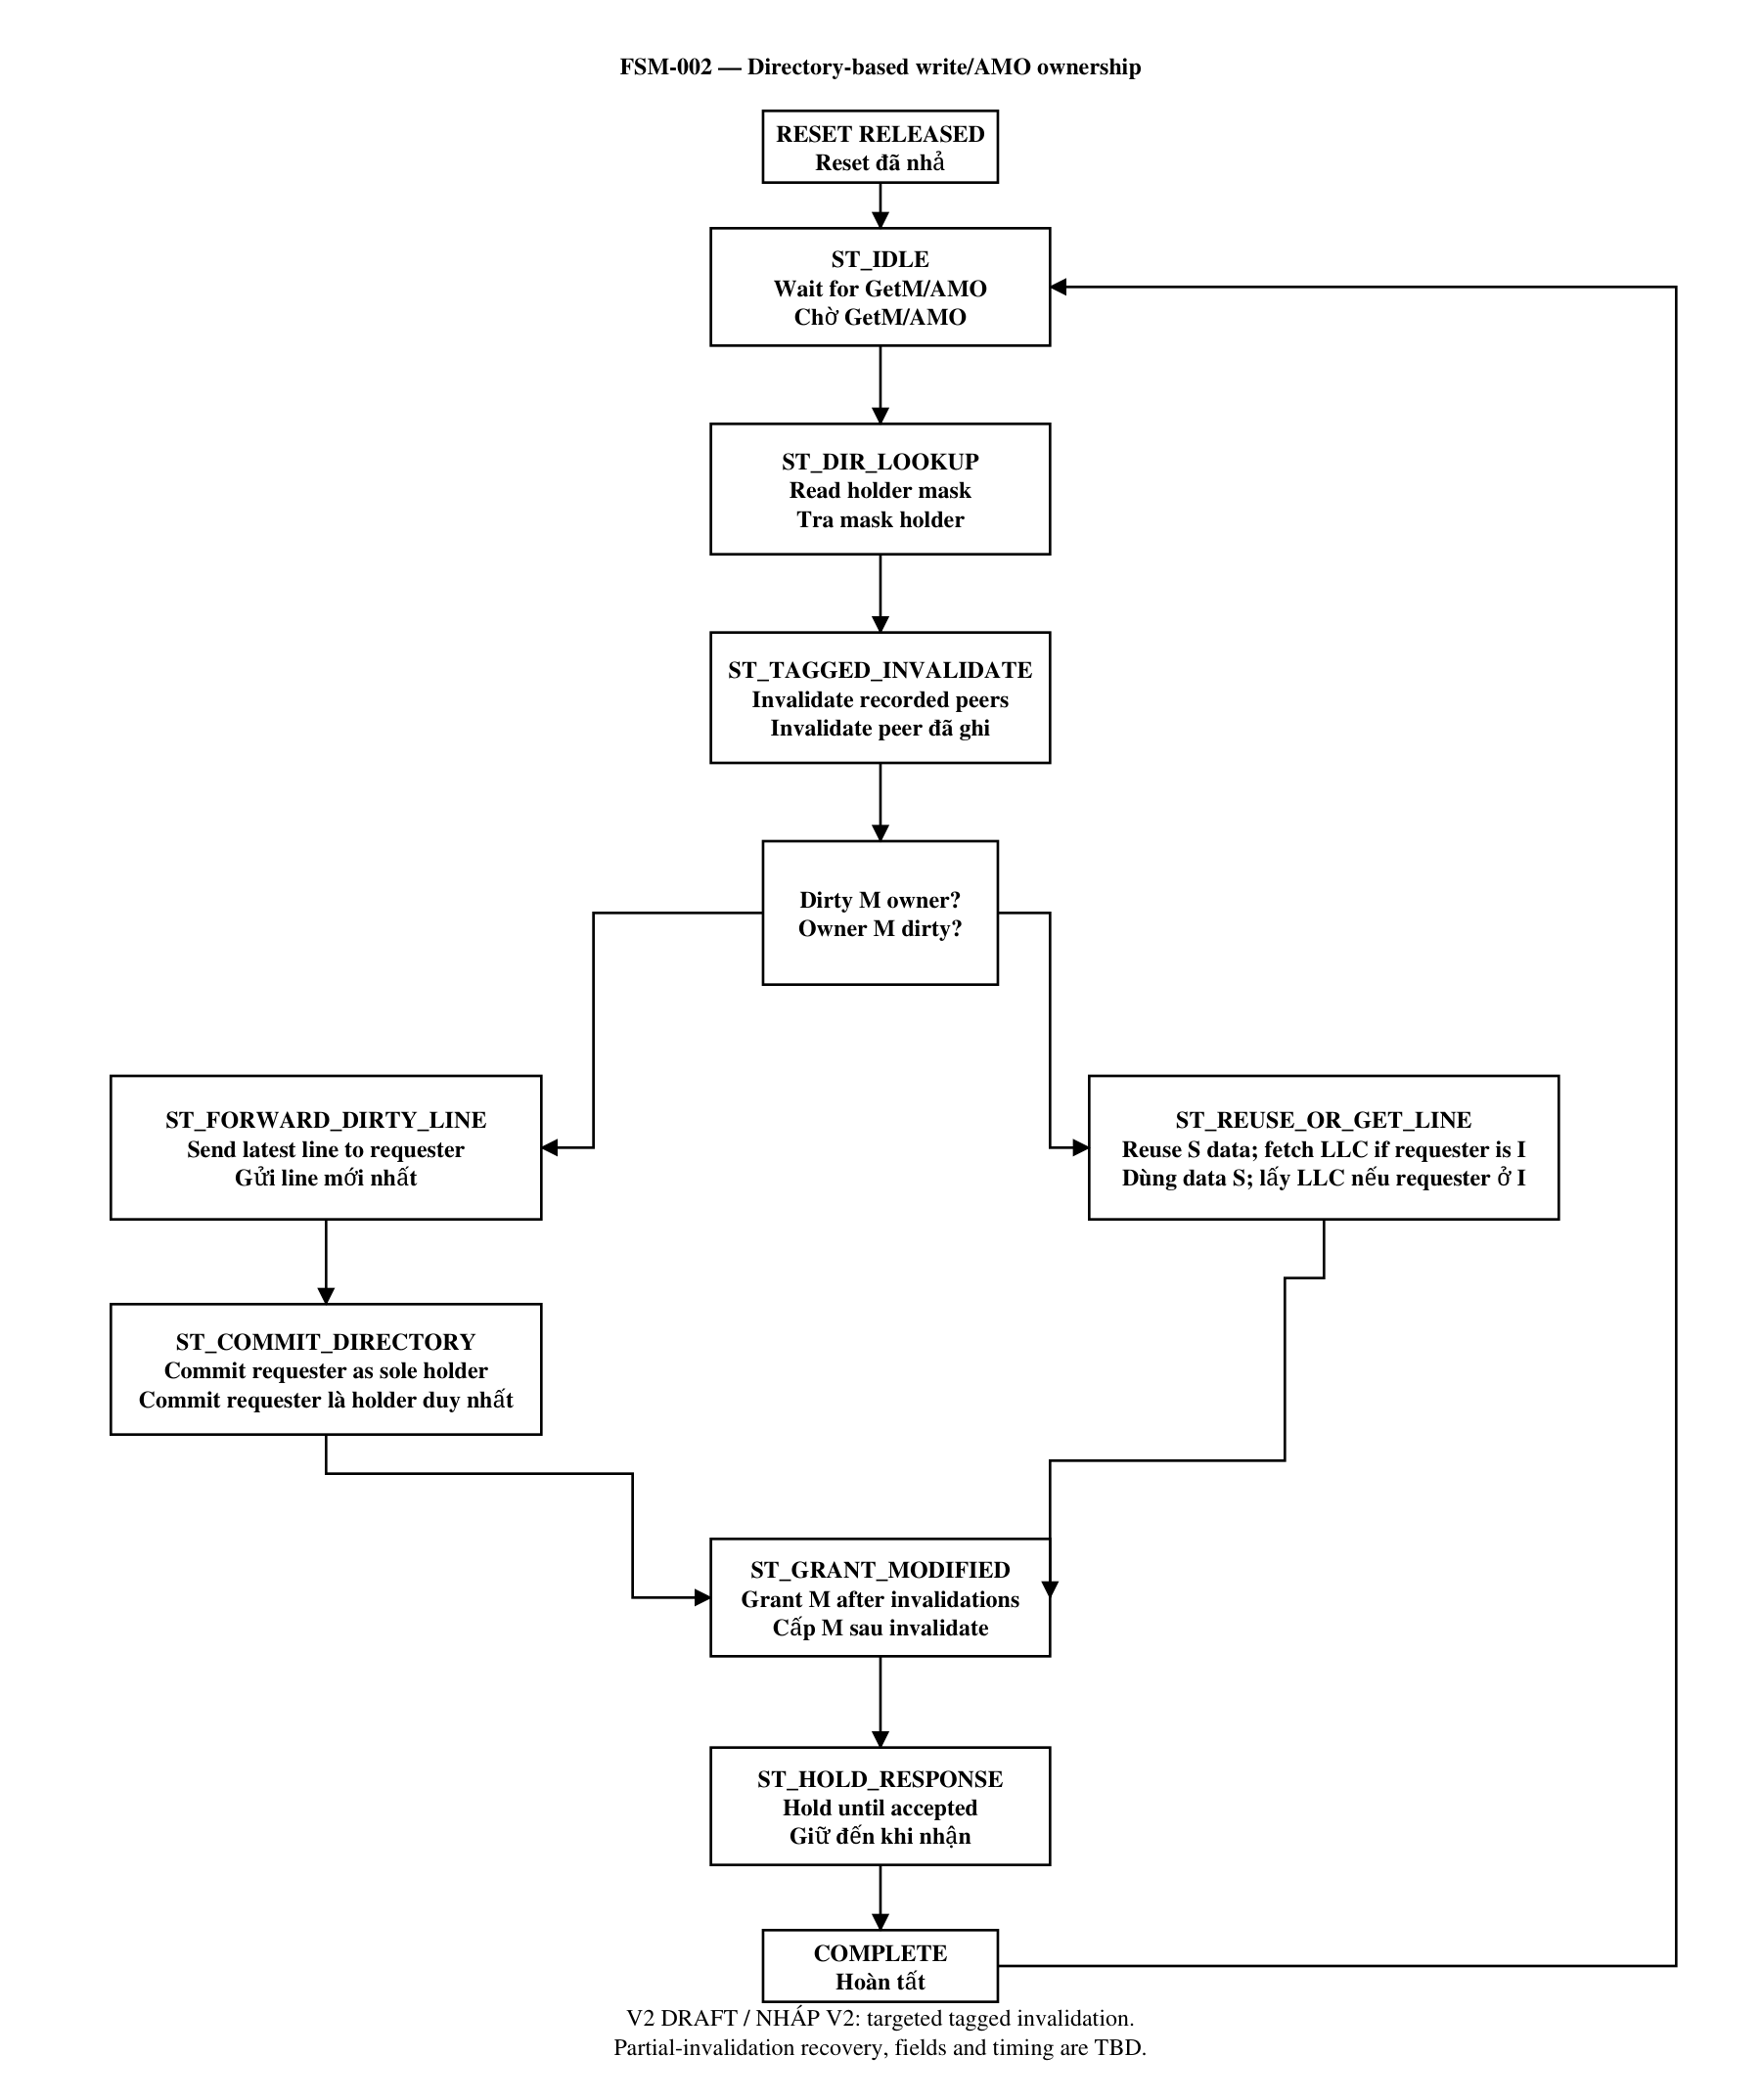 FSM-002 — Directory-based write/AMO ownership
RESET RELEASED
Reset đã nhả
ST_IDLE
Wait for GetM/AMO
Chờ GetM/AMO
ST_DIR_LOOKUP
Read holder mask
Tra mask holder
ST_TAGGED_INVALIDATE
Invalidate recorded peers
Invalidate peer đã ghi
Dirty M owner?
Owner M dirty?
ST_FORWARD_DIRTY_LINE
Send latest line to requester
Gửi line mới nhất
ST_REUSE_OR_GET_LINE
Reuse S data; fetch LLC if requester is I
Dùng data S; lấy LLC nếu requester ở I
ST_COMMIT_DIRECTORY
Commit requester as sole holder
Commit requester là holder duy nhất
ST_GRANT_MODIFIED
Grant M after invalidations
Cấp M sau invalidate
ST_HOLD_RESPONSE
Hold until accepted
Giữ đến khi nhận
COMPLETE
Hoàn tất
V2 DRAFT / NHÁP V2: targeted tagged invalidation.
Partial-invalidation recovery, fields and timing are TBD.